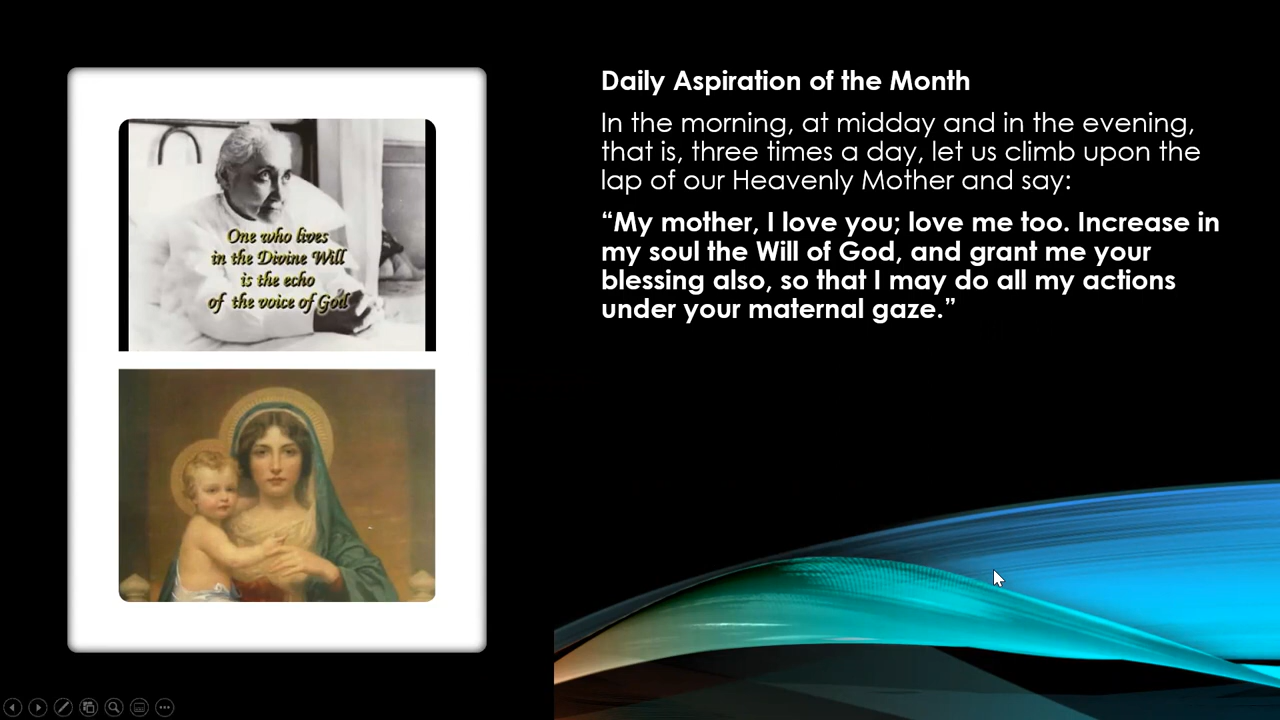 One who lives
in the Divine Will
is the echo
of the voice of God
Daily Aspiration of the Month
In the morning, at midday and in the evening,
that is, three times a day, let us climb upon the
lap of our Heavenly Mother and say:
“My mother, I love you; love me too. Increase in
my soul the Will of God, and grant me your
blessing also, so that I may do all my actions
under your maternal gaze.”